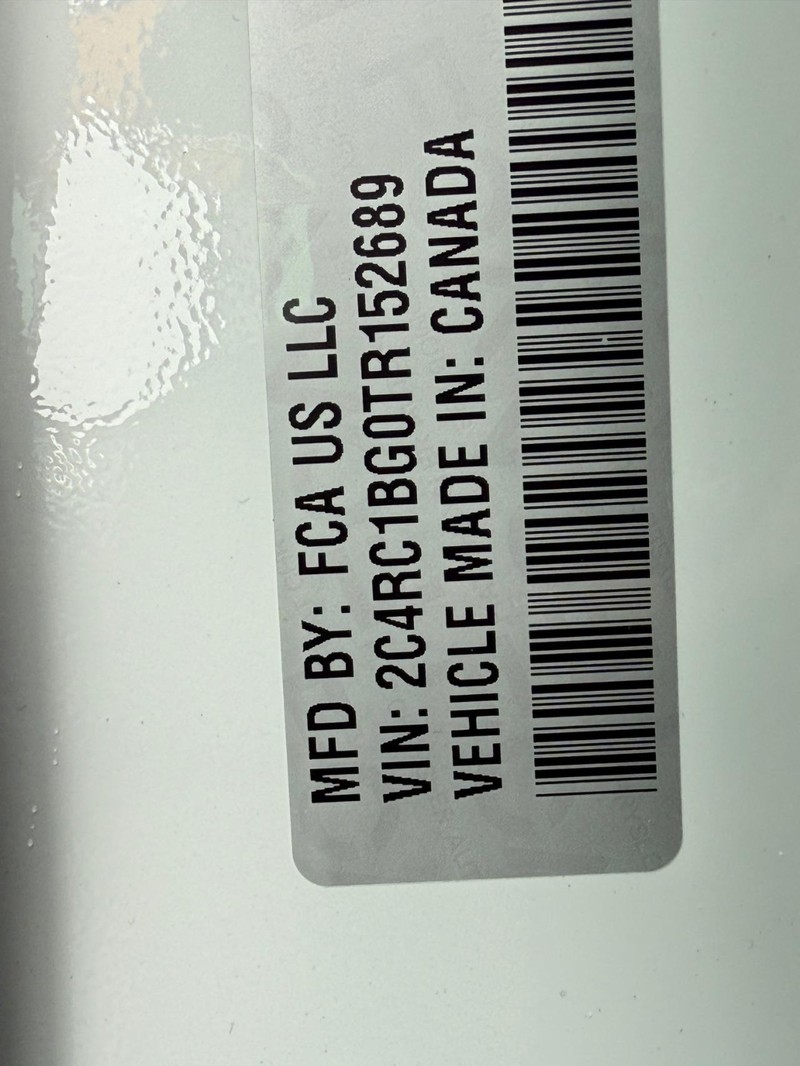 MFD BY: FCA US LLC
VIN: 2C4RC1BG0TR152689
VEHICLE MADE IN: CANADA